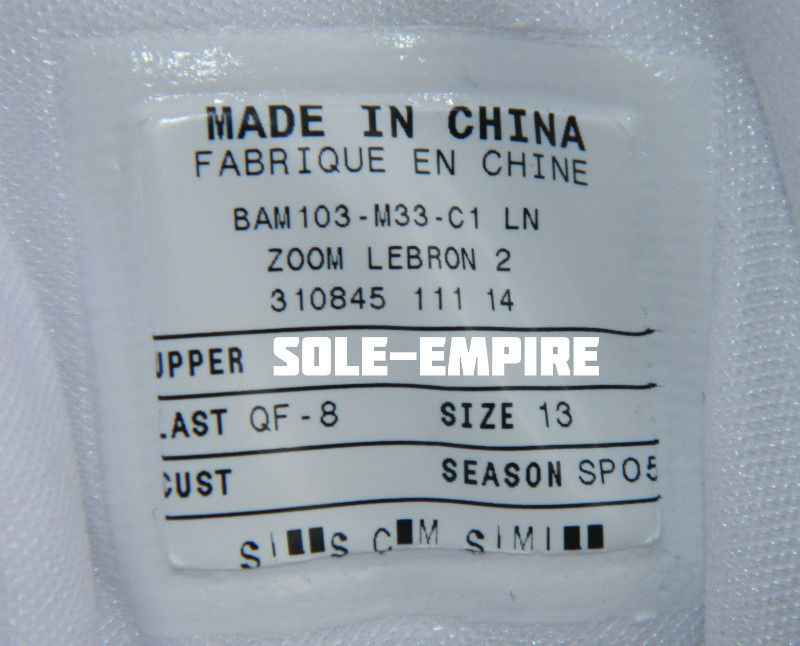 MADE IN CHINA
FABRIQUE EN CHINE
BAM103-M33-C1 LN
ZOOM LEBRON 2
310845 111 14
UPPER SOLE-EMPIRE
LAST QF-8 SIZE 13
CUST SEASON SP05